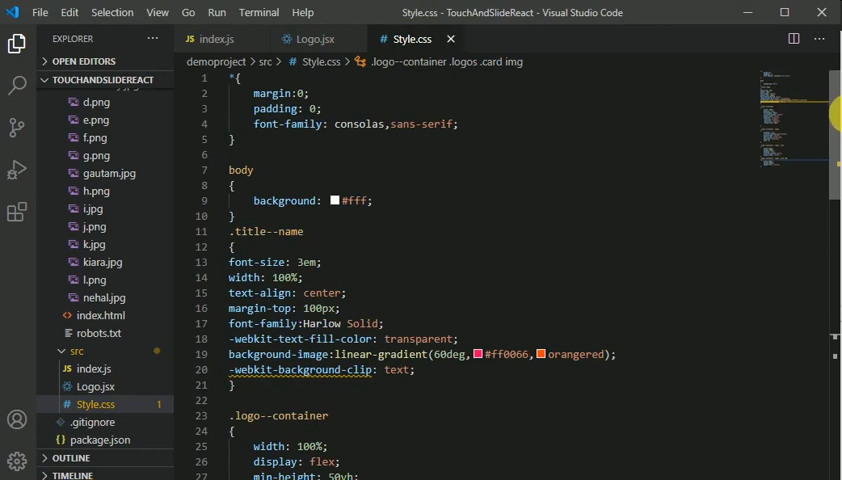 File Edit Selection View Go Run Terminal Help Style.css - TouchAndSlideReact - Visual Studio Code
EXPLORER ··· JS index.js Logo.jsx # Style.css
OPEN EDITORS
demoproject > src > # Style.css > .logo--container .logos .card img
TOUCHANDSLIDEREACT
d.png
e.png
f.png
g.png
gautam.jpg
h.png
i.jpg
j.png
k.jpg
kiara.jpg
l.png
nehal.jpg
<> index.html
robots.txt
src
JS index.js
Logo.jsx
# Style.css 1
.gitignore
{} package.json
OUTLINE
TIMELINE
1 *{
2 margin:0;
3 padding: 0;
4 font-family: consolas,sans-serif;
5 }
6
7 body
8 {
9 background: #fff;
10 }
11 .title--name
12 {
13 font-size: 3em;
14 width: 100%;
15 text-align: center;
16 margin-top: 100px;
17 font-family:Harlow Solid;
18 -webkit-text-fill-color: transparent;
19 background-image:linear-gradient(60deg,#ff0066,orangered);
20 -webkit-background-clip: text;
21 }
22
23 .logo--container
24 {
25 width: 100%;
26 display: flex;
27 min-height: 50vh;